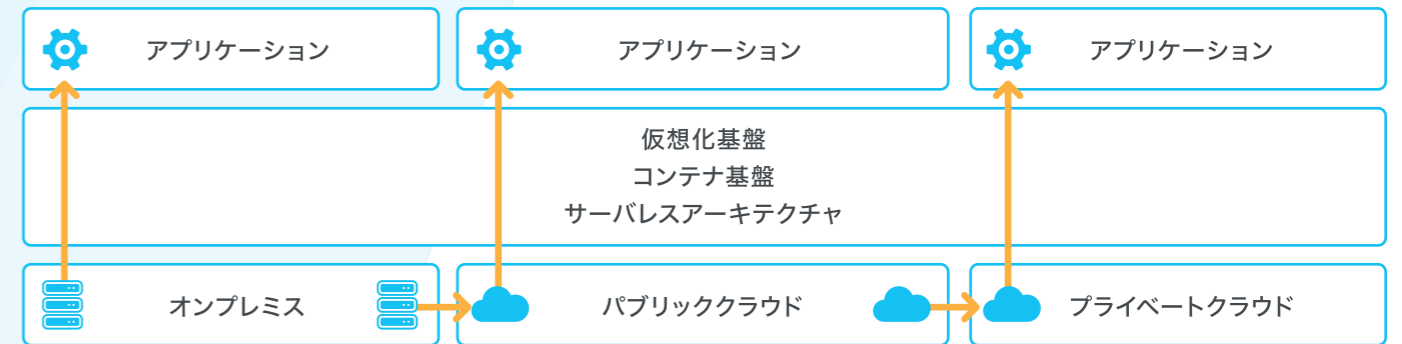 アプリケーション
アプリケーション
アプリケーション
仮想化基盤
コンテナ基盤
サーバレスアーキテクチャ
オンプレミス
パブリッククラウド
プライベートクラウド